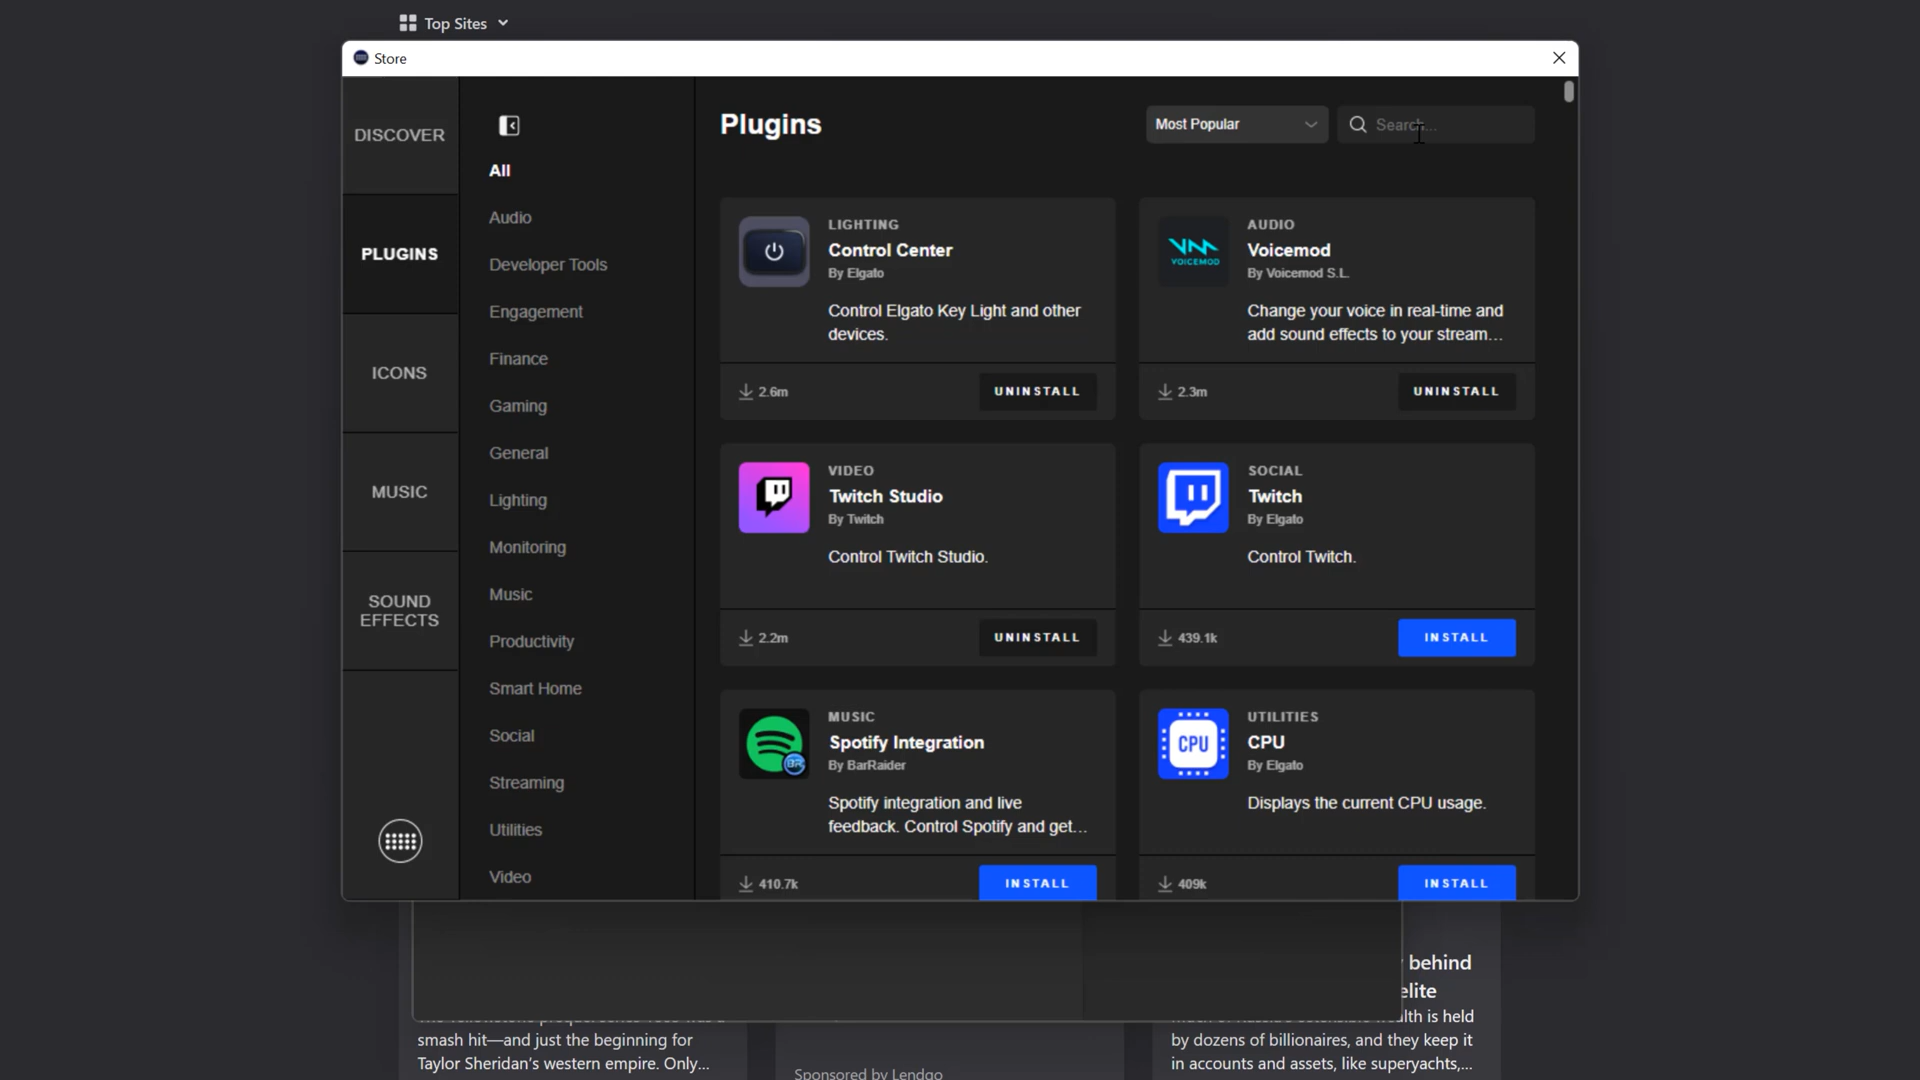 Top Sites
Store
DISCOVER
PLUGINS
ICONS
MUSIC
SOUND
EFFECTS
All
Audio
Developer Tools
Engagement
Finance
Gaming
General
Lighting
Monitoring
Music
Productivity
Smart Home
Social
Streaming
Utilities
Video
Plugins
Most Popular
Search...
LIGHTING
Control Center
By Elgato
Control Elgato Key Light and other
devices.
2.6m
UNINSTALL
AUDIO
Voicemod
By Voicemod S.L.
Change your voice in real-time and
add sound effects to your stream...
2.3m
UNINSTALL
VOICEMOD
VIDEO
Twitch Studio
By Twitch
Control Twitch Studio.
2.2m
UNINSTALL
SOCIAL
Twitch
By Elgato
Control Twitch.
439.1k
INSTALL
MUSIC
Spotify Integration
By BarRaider
Spotify integration and live
feedback. Control Spotify and get...
410.7k
INSTALL
BR
UTILITIES
CPU
By Elgato
Displays the current CPU usage.
409k
INSTALL
CPU
behind
elite
is held
by dozens of billionaires, and they keep it
in accounts and assets, like superyachts,...
smash hit—and just the beginning for
Taylor Sheridan's western empire. Only...
Sponsored by Lendgo